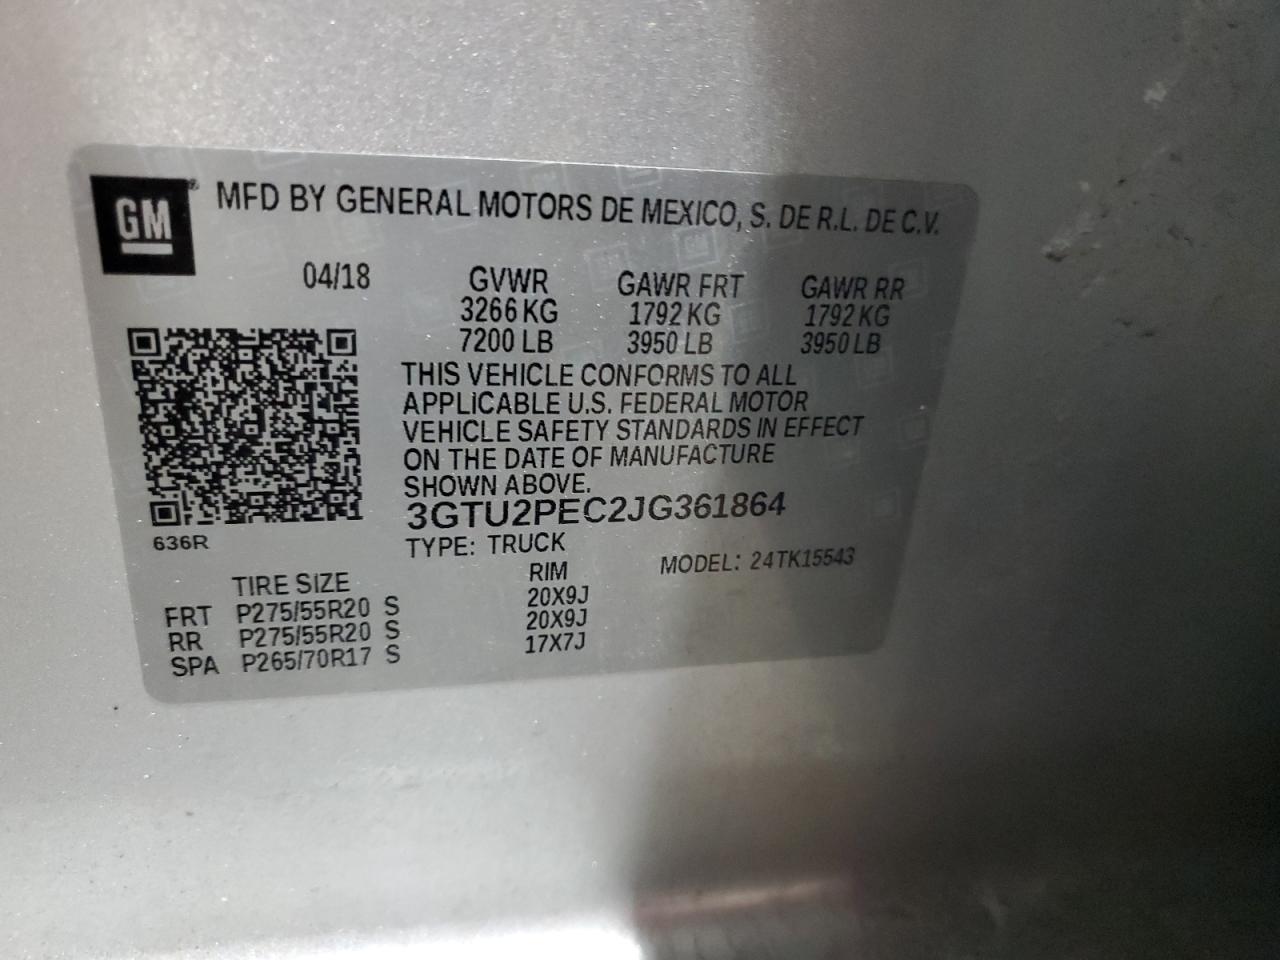 GM® MFD BY GENERAL MOTORS DE MEXICO, S. DE R.L. DE C.V.
04/18 GVWR GAWR FRT GAWR RR
3266 KG 1792 KG 1792 KG
7200 LB 3950 LB 3950 LB
THIS VEHICLE CONFORMS TO ALL
APPLICABLE U.S. FEDERAL MOTOR
VEHICLE SAFETY STANDARDS IN EFFECT
ON THE DATE OF MANUFACTURE
SHOWN ABOVE.
3GTU2PEC2JG361864
636R
TYPE: TRUCK MODEL: 24TK15543
TIRE SIZE RIM
FRT P275/55R20 S 20X9J
RR P275/55R20 S 20X9J
SPA P265/70R17 S 17X7J